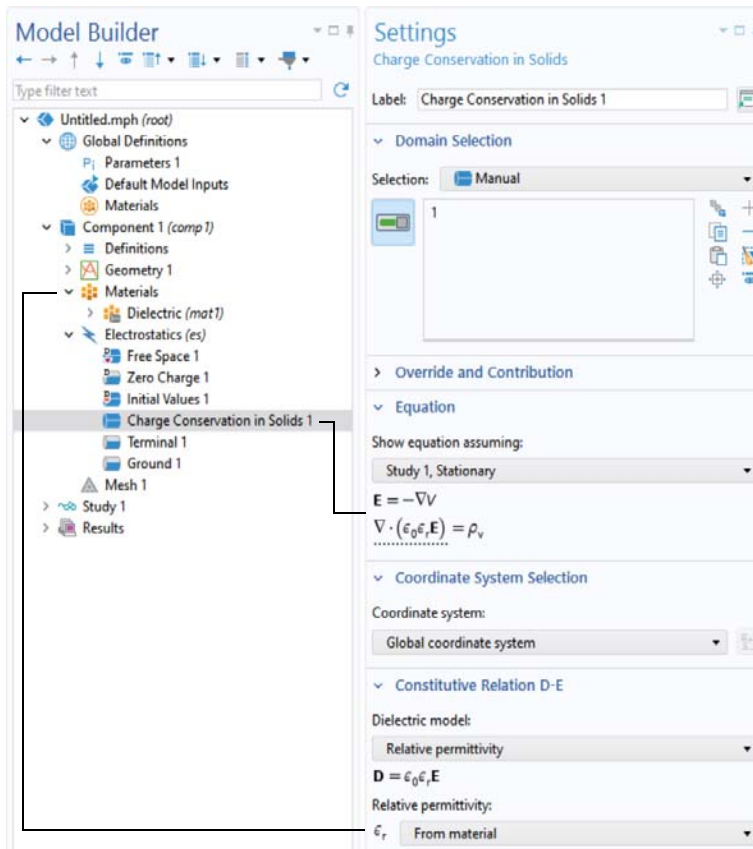 Model Builder
Type filter text
Untitled.mph (root)
Global Definitions
Pi Parameters 1
Default Model Inputs
Materials
Component 1 (comp1)
Definitions
Geometry 1
Materials
Dielectric (mat1)
Electrostatics (es)
Free Space 1
Zero Charge 1
Initial Values 1
Charge Conservation in Solids 1
Terminal 1
Ground 1
Mesh 1
Study 1
Results
Settings
Charge Conservation in Solids
Label: Charge Conservation in Solids 1
Domain Selection
Selection: Manual
1
Override and Contribution
Equation
Show equation assuming:
Study 1, Stationary
E = −∇V
∇ · (ϵ₀ϵᵣE) = ρᵥ
Coordinate System Selection
Coordinate system:
Global coordinate system
Constitutive Relation D-E
Dielectric model:
Relative permittivity
D = ϵ₀ϵᵣE
Relative permittivity:
ϵᵣ From material